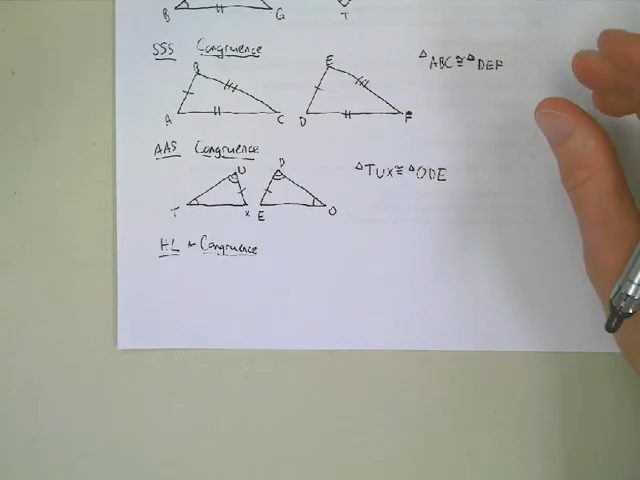 B G T
SSS Congruence
B E △ABC≅△DEF
A C D F
AAS Congruence
U D △TUX≅△ODE
T X E O
HL Congruence